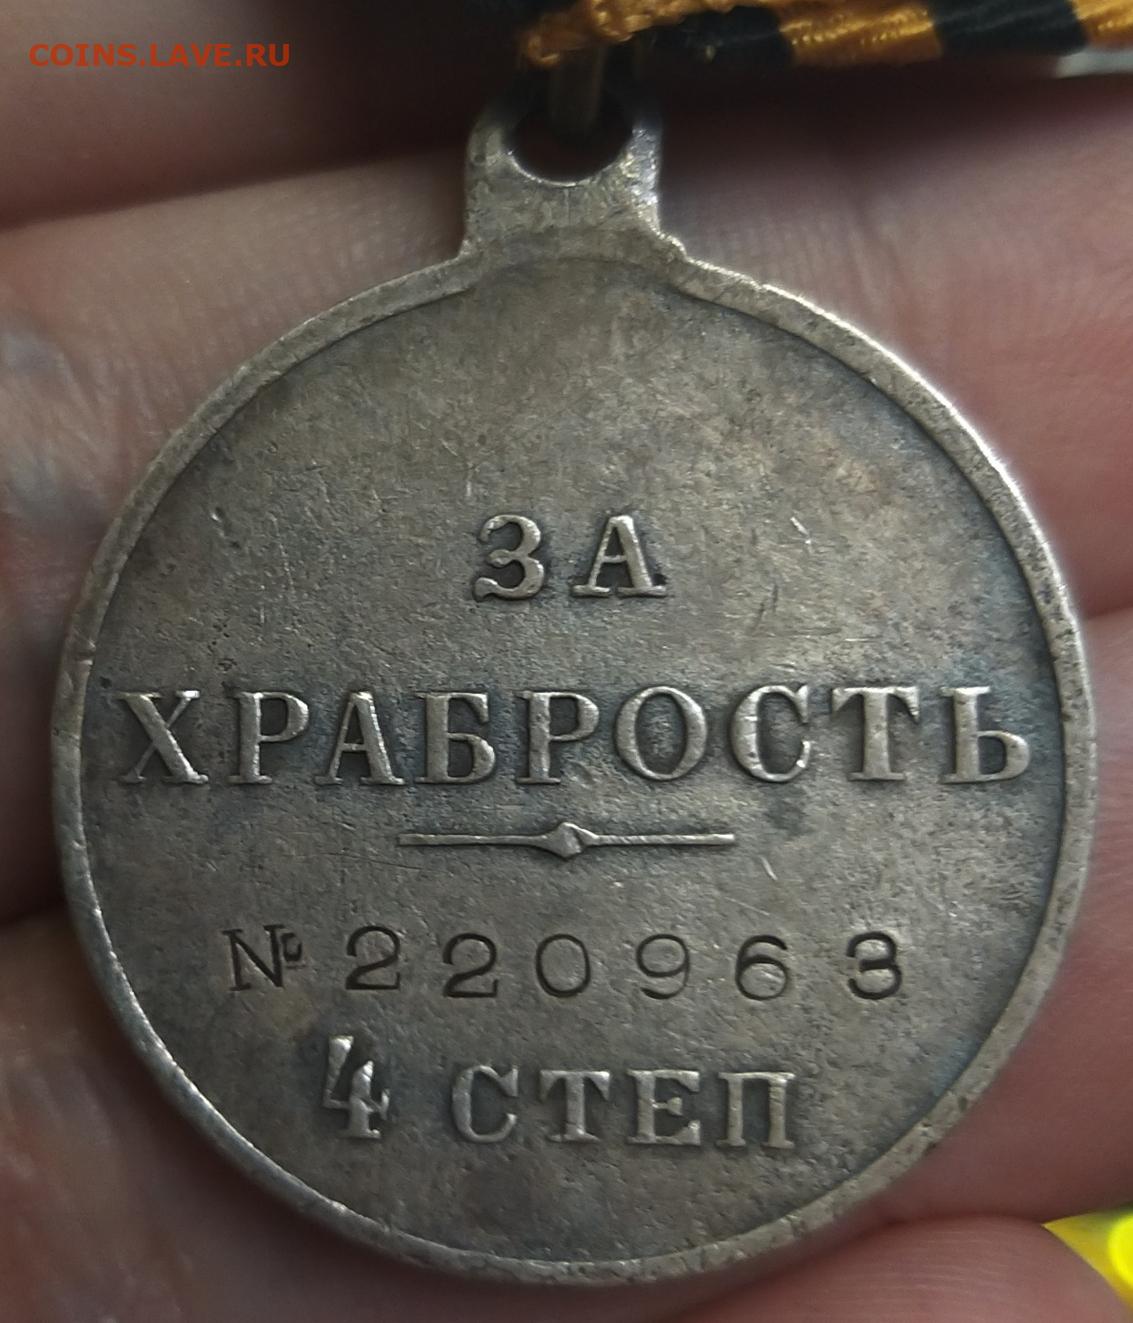 COINS.LAVE.RU
ЗА
ХРАБРОСТЬ
№ 220963
4 СТЕП